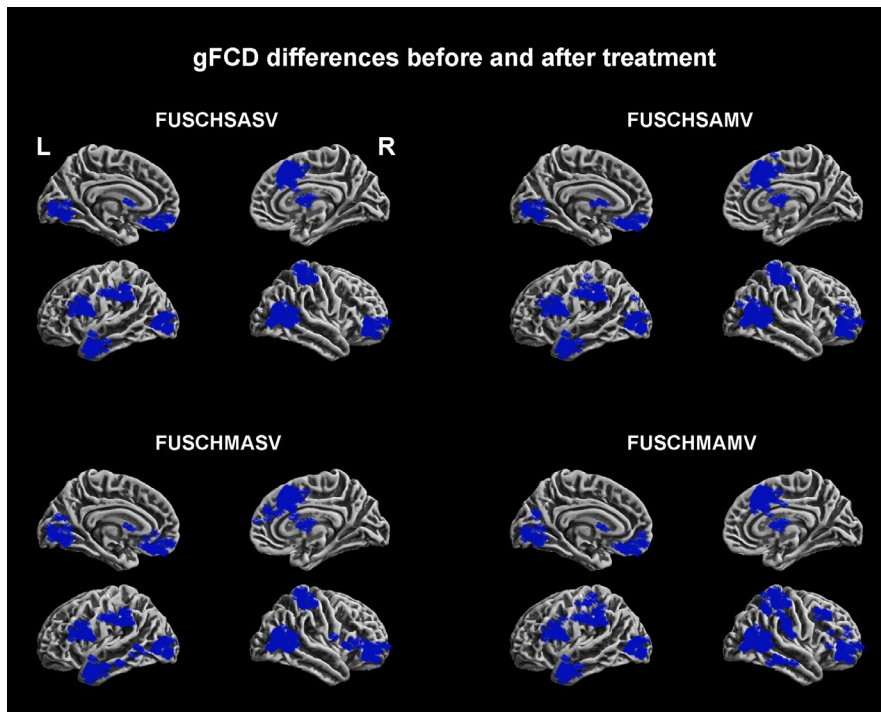 gFCD differences before and after treatment
FUSCHSASV
FUSCHSAMV
L
R
FUSCHMASV
FUSCHMAMV